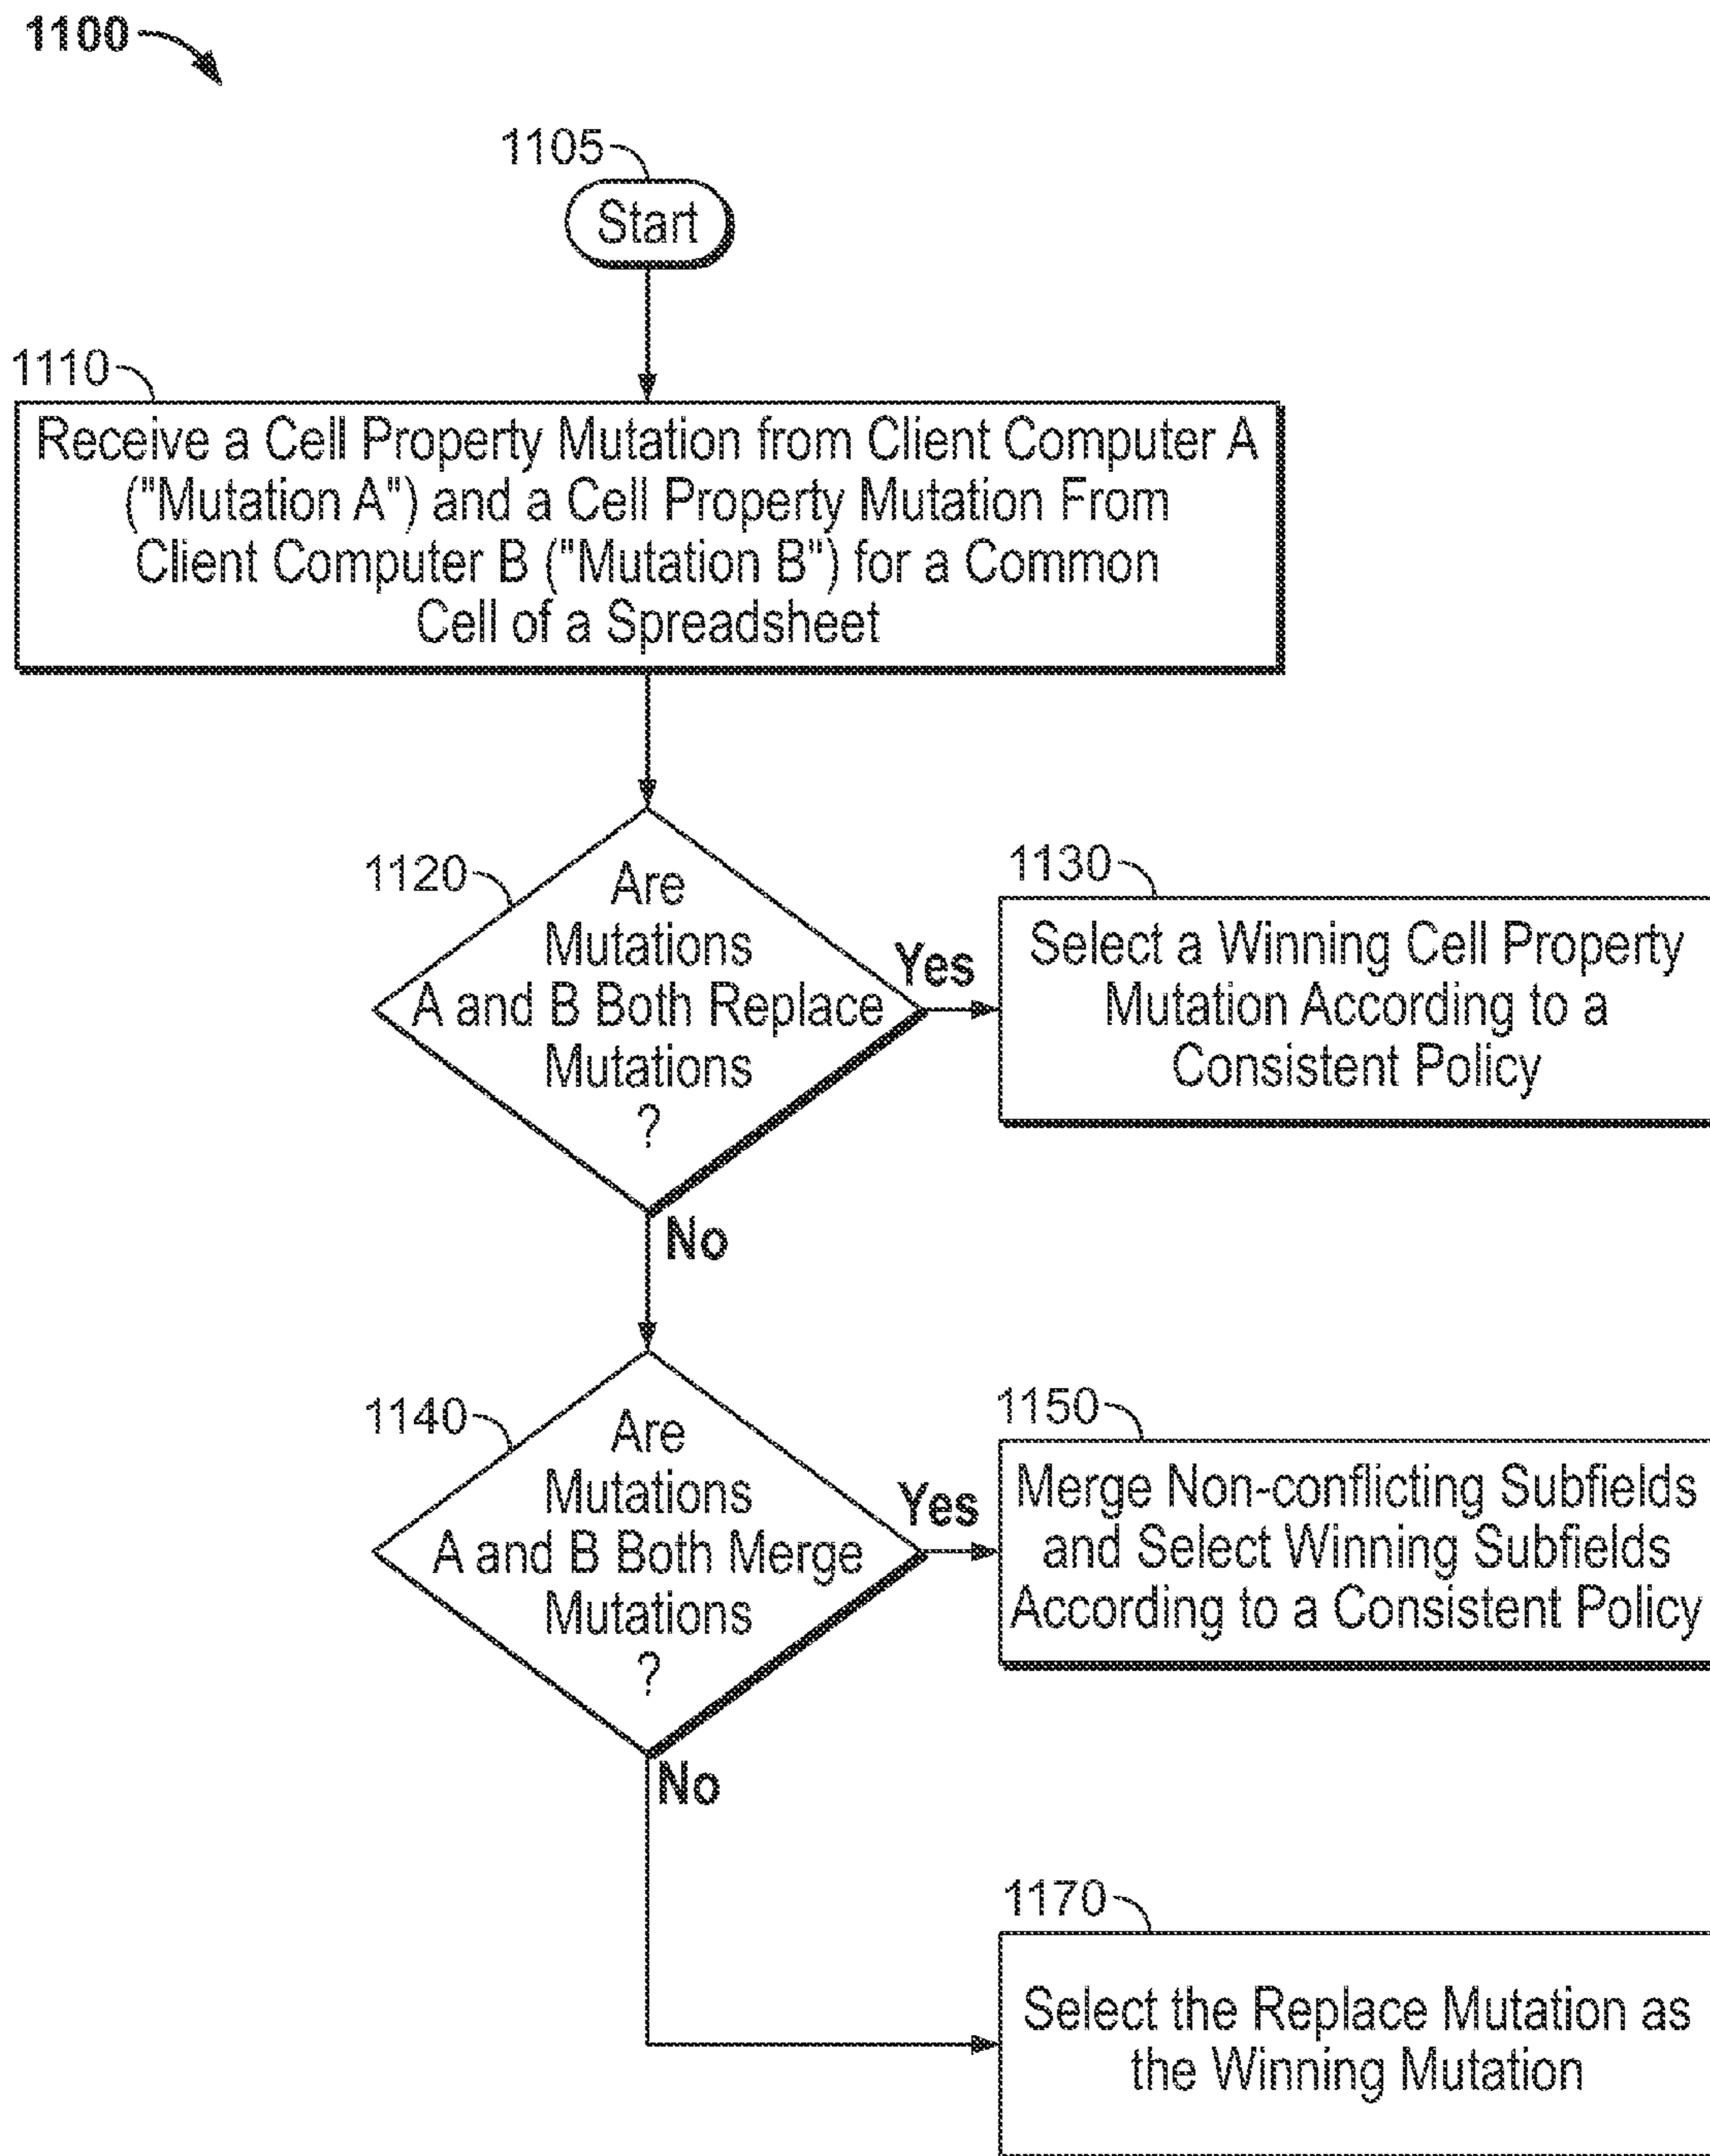 1100
1105
Start
1110
Receive a Cell Property Mutation from Client Computer A
("Mutation A") and a Cell Property Mutation From
Client Computer B ("Mutation B") for a Common
Cell of a Spreadsheet
1120
Are
Mutations
A and B Both Replace
Mutations
?
Yes
No
1130
Select a Winning Cell Property
Mutation According to a
Consistent Policy
1140
Are
Mutations
A and B Both Merge
Mutations
?
Yes
No
1150
Merge Non-conflicting Subfields
and Select Winning Subfields
According to a Consistent Policy
1170
Select the Replace Mutation as
the Winning Mutation